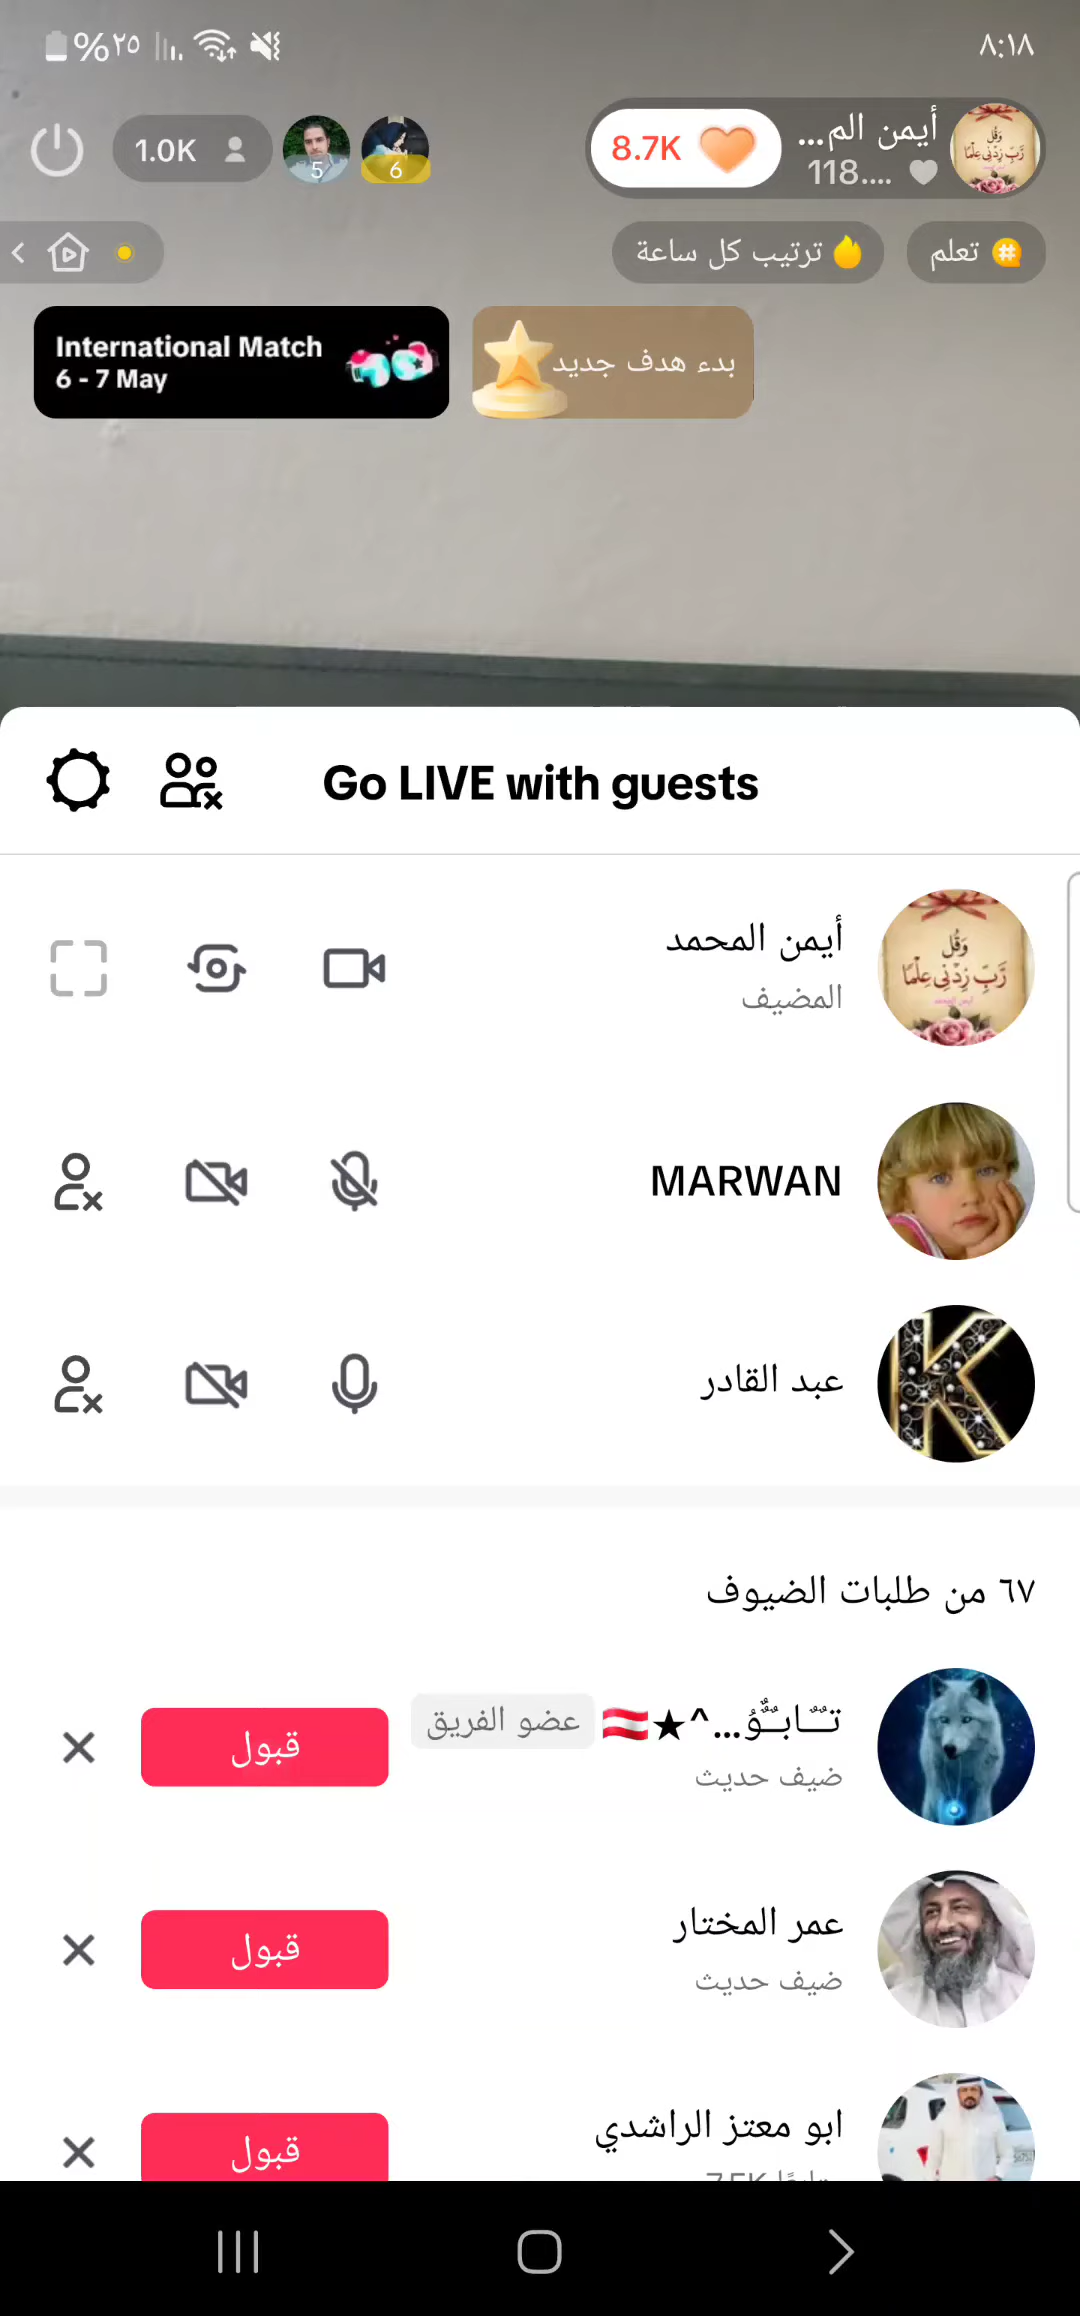 ٨:١٨
%٢٥
أيمن الم...
118....
8.7K
6
5
1.0K
تعلم
ترتيب كل ساعة
International Match
6 - 7 May
بدء هدف جديد
Go LIVE with guests
أيمن المحمد
المضيف
وَقُل
رَّبِّ زِدْنِي عِلْمًا
MARWAN
عبد القادر
٦٧ من طلبات الضيوف
عضو الفريق
ضيف حديث
قبول
عمر المختار
ضيف حديث
قبول
ابو معتز الراشدي
قبول